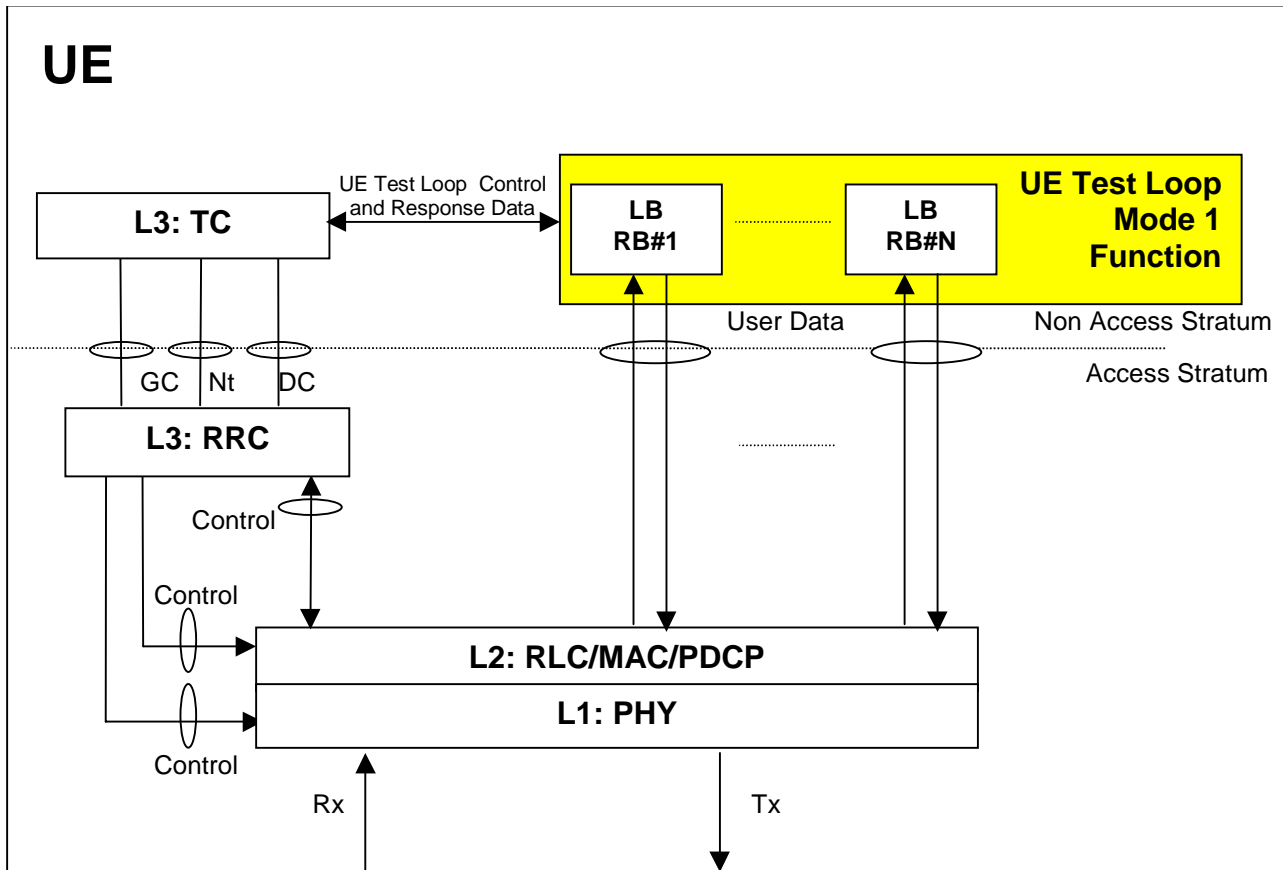 UE
UE Test Loop Control
and Response Data
L3: TC
LB
RB#1
LB
RB#N
UE Test Loop
Mode 1
Function
User Data
Non Access Stratum
Access Stratum
GC
Nt
DC
L3: RRC
Control
Control
L2: RLC/MAC/PDCP
L1: PHY
Control
Rx
Tx